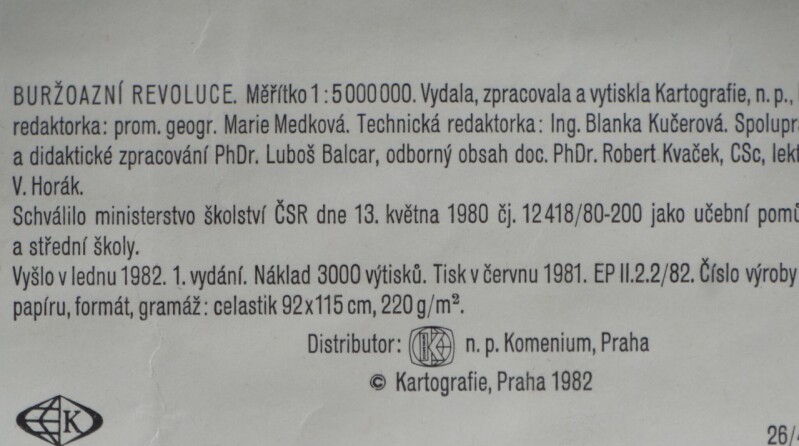 BURŽOAZNÍ REVOLUCE. Měřítko 1:5000000. Vydala, zpracovala a vytiskla Kartografie, n. p.,
redaktorka: prom. geogr. Marie Medková. Technická redaktorka: Ing. Blanka Kučerová. Spolupr
a didaktické zpracování PhDr. Luboš Balcar, odborný obsah doc. PhDr. Robert Kvaček, CSc, lekt
V. Horák.
Schválilo ministerstvo školství ČSR dne 13. května 1980 čj. 12418/80-200 jako učební pomů
a střední školy.
Vyšlo v lednu 1982. 1. vydání. Náklad 3000 výtisků. Tisk v červnu 1981. EP II.2.2/82. Číslo výroby
papíru, formát, gramáž: celastik 92x115 cm, 220 g/m².
Distributor: K n. p. Komenium, Praha
© Kartografie, Praha 1982
K
26/